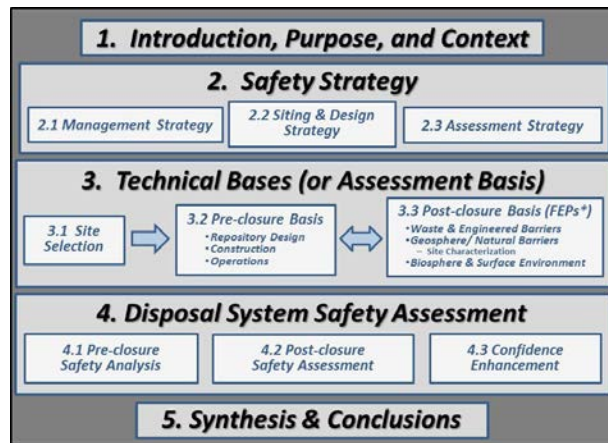 1. Introduction, Purpose, and Context
2. Safety Strategy
2.1 Management Strategy
2.2 Siting & Design
Strategy
2.3 Assessment Strategy
3. Technical Bases (or Assessment Basis)
3.1 Site
Selection
3.2 Pre-closure Basis
•Repository Design
•Construction
•Operations
3.3 Post-closure Basis (FEPs*)
•Waste & Engineered Barriers
•Geosphere/ Natural Barriers
– Site Characterization
•Biosphere & Surface Environment
4. Disposal System Safety Assessment
4.1 Pre-closure
Safety Analysis
4.2 Post-closure
Safety Assessment
4.3 Confidence
Enhancement
5. Synthesis & Conclusions